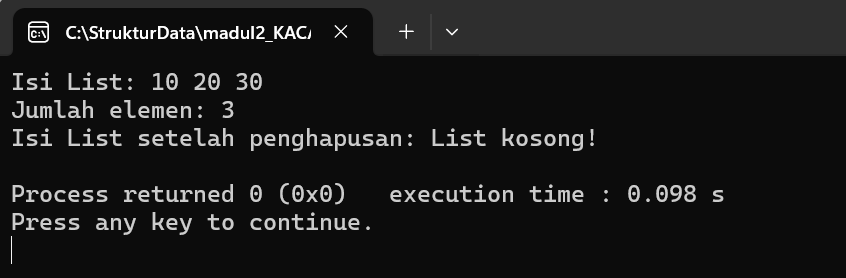 C:\StrukturData\madul2_KACA
Isi List: 10 20 30
Jumlah elemen: 3
Isi List setelah penghapusan: List kosong!
Process returned 0 (0x0)   execution time : 0.098 s
Press any key to continue.